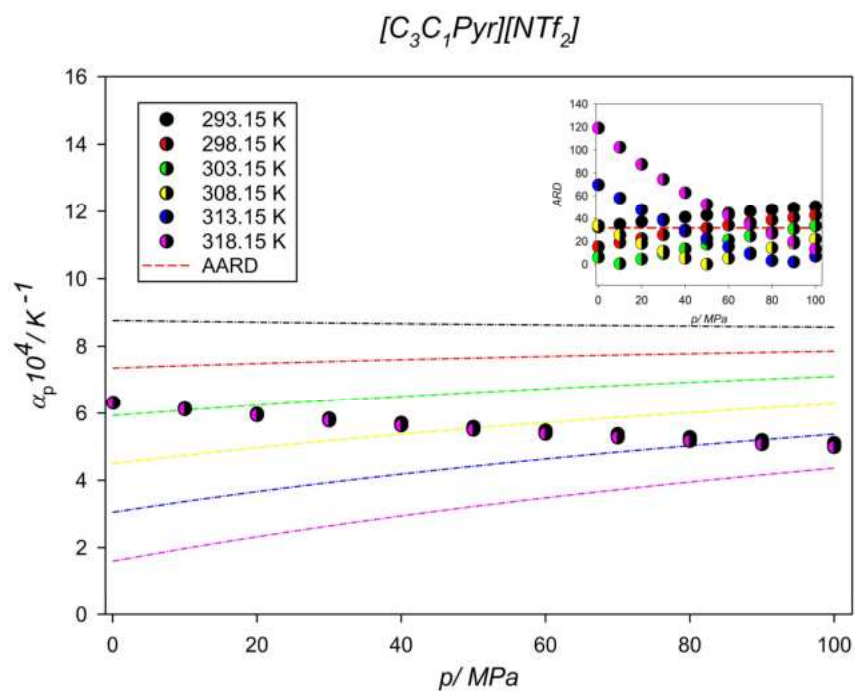 [C₃C₁Pyr][NTf₂]
αₚ10⁴/ K⁻¹
16
14
12
10
8
6
4
2
0
293.15 K
298.15 K
303.15 K
308.15 K
313.15 K
318.15 K
AARD
ARD
140
120
100
80
60
40
20
0
0 20 40 60 80 100
p/ MPa
0 20 40 60 80 100
p/ MPa